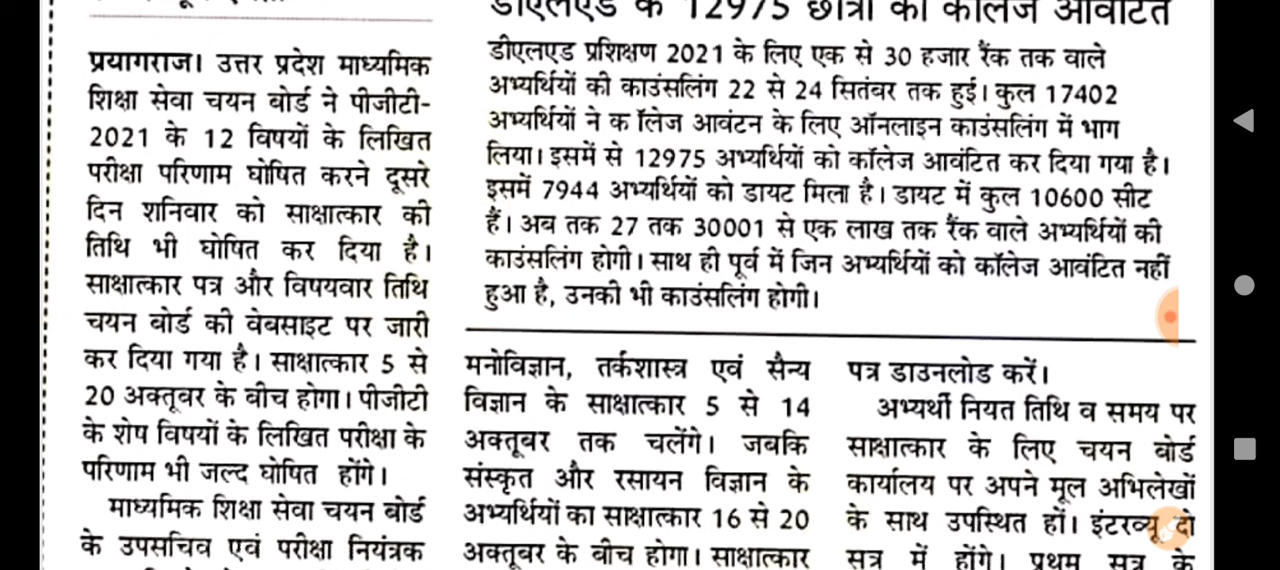 डीएलएड के 12975 छात्रों को कॉलेज आवंटित
डीएलएड प्रशिक्षण 2021 के लिए एक से 30 हजार रैंक तक वाले
अभ्यर्थियों की काउंसलिंग 22 से 24 सितंबर तक हुई। कुल 17402
अभ्यर्थियों ने क ॉलेज आवंटन के लिए ऑनलाइन काउंसलिंग में भाग
लिया। इसमें से 12975 अभ्यर्थियों को कॉलेज आवंटित कर दिया गया है।
इसमें 7944 अभ्यर्थियों को डायट मिला है। डायट में कुल 10600 सीट
हैं। अब तक 27 तक 30001 से एक लाख तक रैंक वाले अभ्यर्थियों की
काउंसलिंग होगी। साथ ही पूर्व में जिन अभ्यर्थियों को कॉलेज आवंटित नहीं
हुआ है, उनकी भी काउंसलिंग होगी।
प्रयागराज। उत्तर प्रदेश माध्यमिक
शिक्षा सेवा चयन बोर्ड ने पीजीटी-
2021 के 12 विषयों के लिखित
परीक्षा परिणाम घोषित करने दूसरे
दिन शनिवार को साक्षात्कार की
तिथि भी घोषित कर दिया है।
साक्षात्कार पत्र और विषयवार तिथि
चयन बोर्ड की वेबसाइट पर जारी
कर दिया गया है। साक्षात्कार 5 से
20 अक्तूबर के बीच होगा। पीजीटी
के शेष विषयों के लिखित परीक्षा के
परिणाम भी जल्द घोषित होंगे।
माध्यमिक शिक्षा सेवा चयन बोर्ड
के उपसचिव एवं परीक्षा नियंत्रक
मनोविज्ञान, तर्कशास्त्र एवं सैन्य
विज्ञान के साक्षात्कार 5 से 14
अक्तूबर तक चलेंगे। जबकि
संस्कृत और रसायन विज्ञान के
अभ्यर्थियों का साक्षात्कार 16 से 20
अक्तूबर के बीच होगा। साक्षात्कार
पत्र डाउनलोड करें।
अभ्यर्थी नियत तिथि व समय पर
साक्षात्कार के लिए चयन बोर्ड
कार्यालय पर अपने मूल अभिलेखों
के साथ उपस्थित हों। इंटरव्यू दो
सत्र में होंगे। प्रथम सत्र के